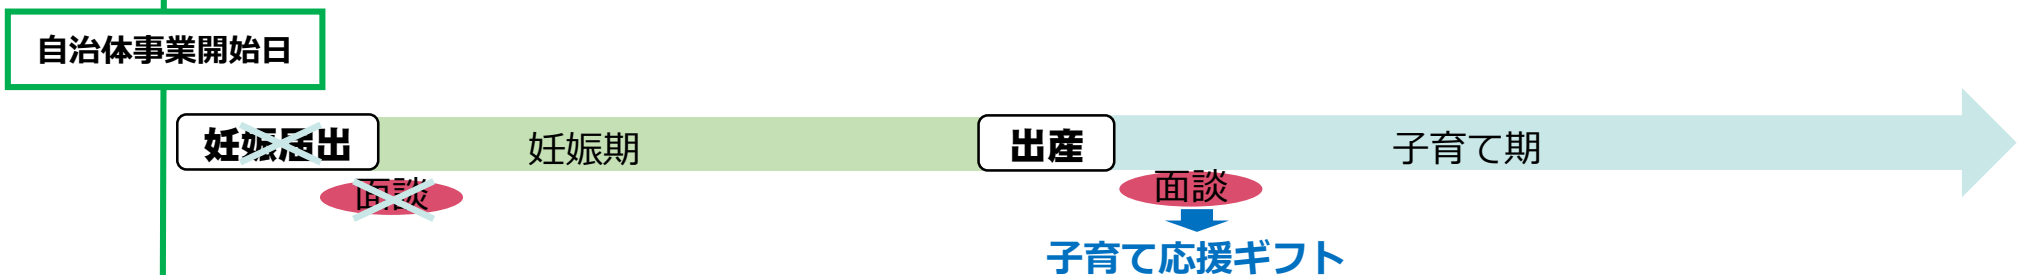 自治体事業開始日
妊娠届出
妊娠期
出産
子育て期
面談
面談
子育て応援ギフト